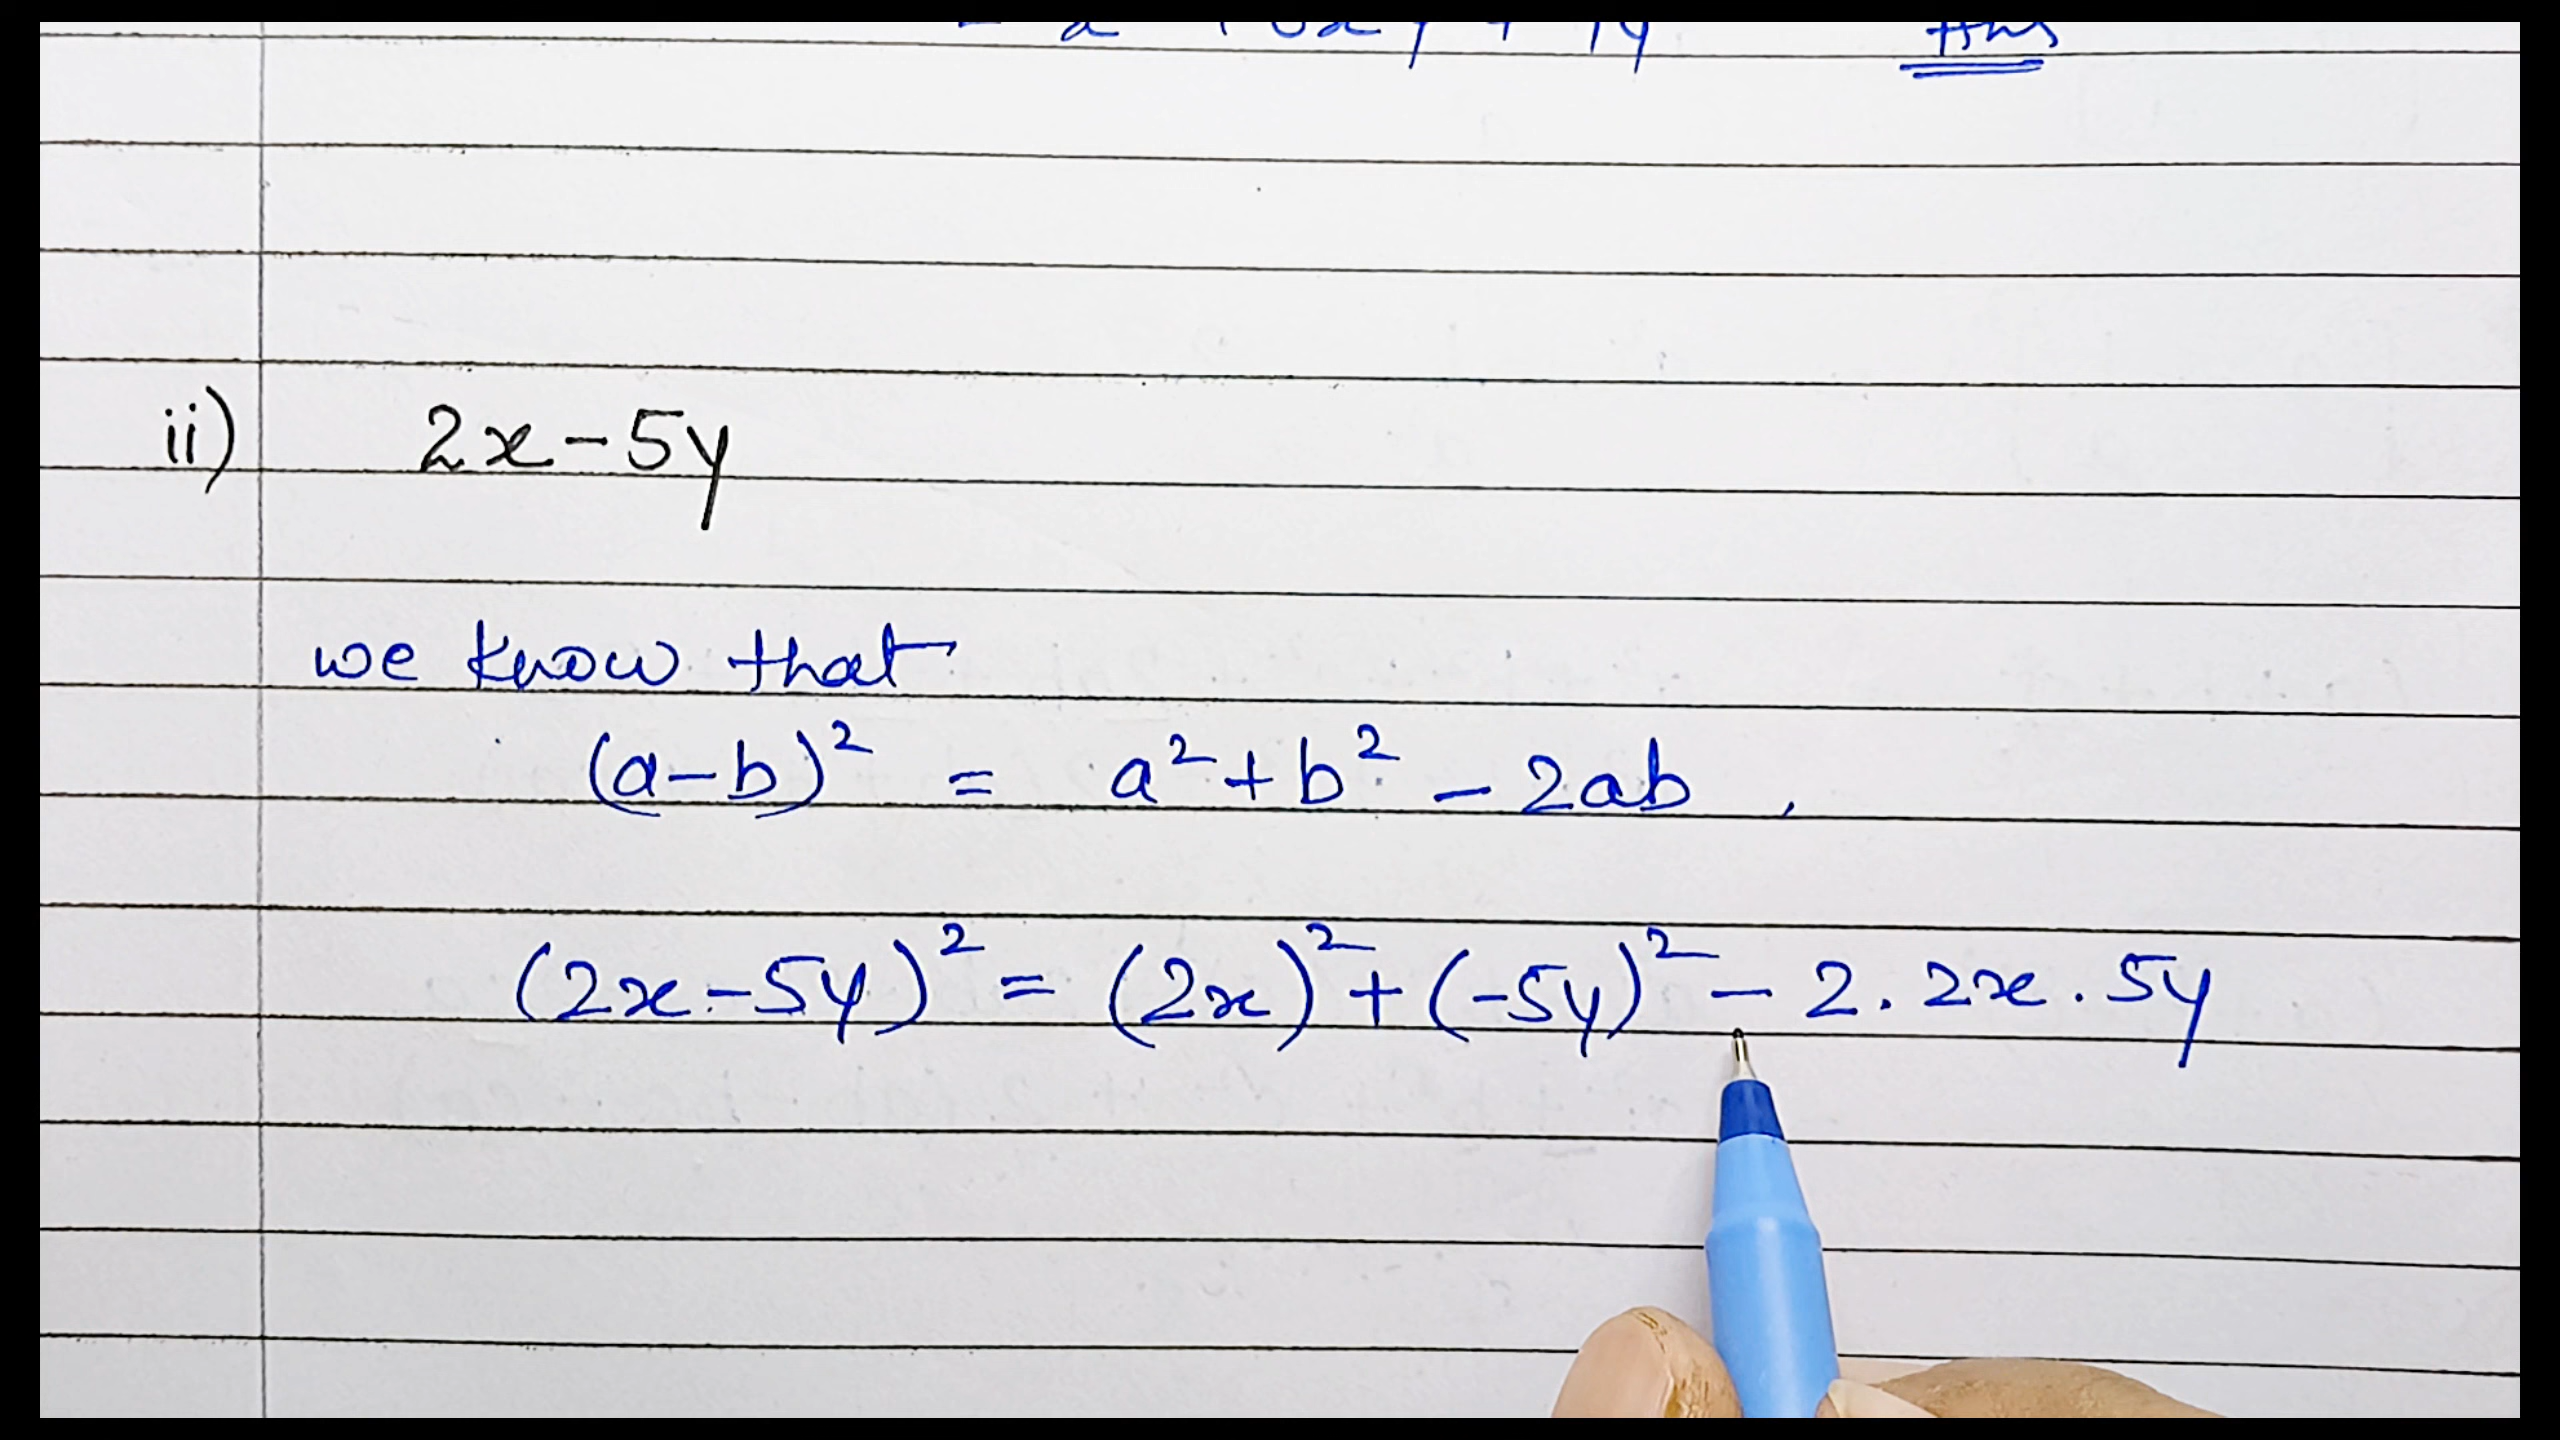 Ans
ii) 2x - 5y
we know that
(a-b)² = a² + b² - 2ab,
(2x - 5y)² = (2x)² + (-5y)² - 2. 2x. 5y